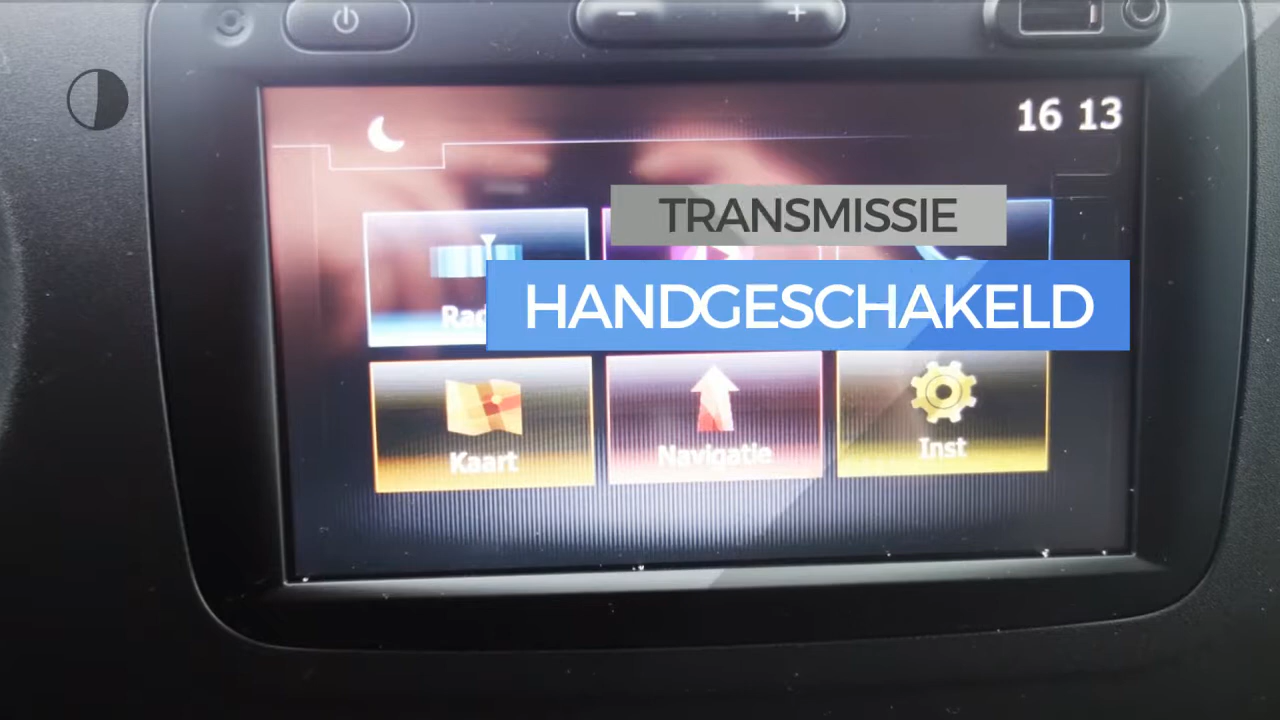 16 13
TRANSMISSIE
HANDGESCHAKELD
Kaart
Navigatie
Inst